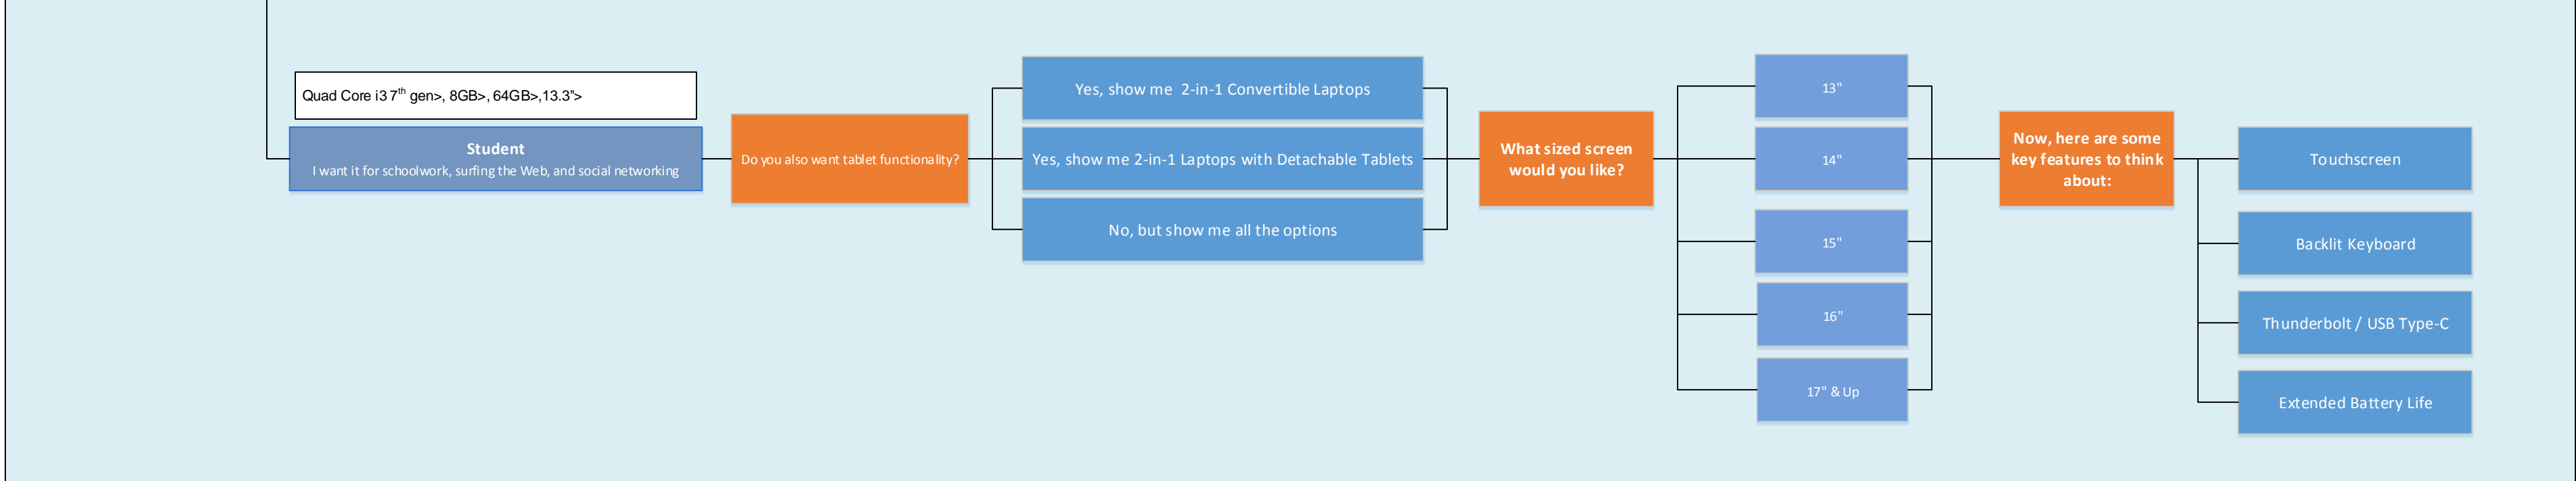 Quad Core i3 7th gen>, 8GB>, 64GB>,13.3">
Student
I want it for schoolwork, surfing the Web, and social networking
Do you also want tablet functionality?
Yes, show me 2-in-1 Convertible Laptops
Yes, show me 2-in-1 Laptops with Detachable Tablets
No, but show me all the options
What sized screen
would you like?
13"
14"
15"
16"
17" & Up
Now, here are some
key features to think
about:
Touchscreen
Backlit Keyboard
Thunderbolt / USB Type-C
Extended Battery Life